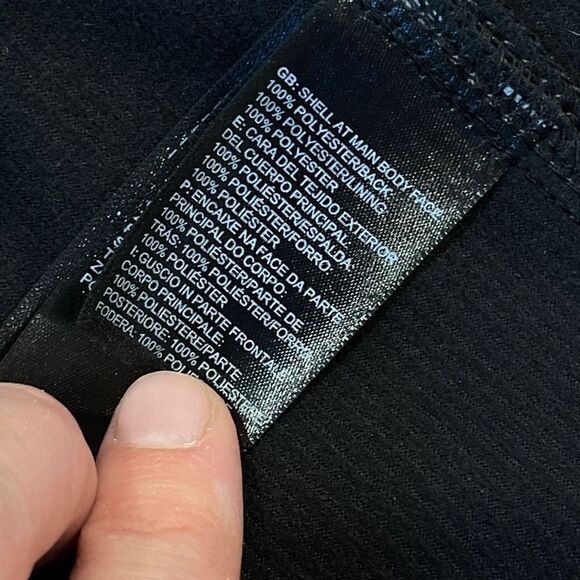 GB: SHELL AT MAIN BODY FACE:
100% POLYESTER/BACK:
100% POLYESTER/LINING:
100% POLYESTER
E: CARA DEL TEJIDO EXTERIOR
DEL CUERPO PRINCIPAL:
100% POLIÉSTER/ESPALDA:
100% POLIÉSTER/FORRO:
100% POLIÉSTER
P: ENCAIXE NA FACE DA PARTE
PRINCIPAL DO CORPO:
100% POLIÉSTER/PARTE DE
TRÁS: 100% POLIÉSTER/FORRO:
100% POLIÉSTER
I: GUSCIO IN PARTE FRONTA
CORPO PRINCIPALE:
100% POLIESTERE/PARTE
POSTERIORE: 100% POLIESTE
FODERA: